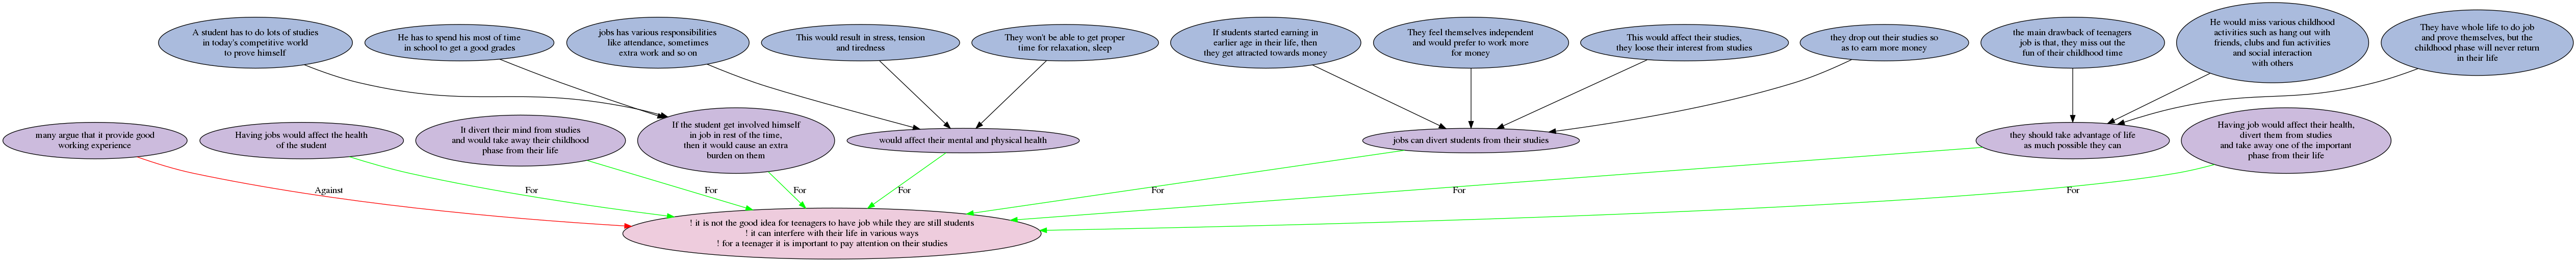 A student has to do lots of studies
in today's competitive world
to prove himself
He has to spend his most of time
in school to get a good grades
jobs has various responsibilities
like attendance, sometimes
extra work and so on
This would result in stress, tension
and tiredness
They won't be able to get proper
time for relaxation, sleep
If students started earning in
earlier age in their life, then
they get attracted towards money
They feel themselves independent
and would prefer to work more
for money
This would affect their studies,
they loose their interest from studies
they drop out their studies so
as to earn more money
the main drawback of teenagers
job is that, they miss out the
fun of their childhood time
He would miss various childhood
activities such as hang out with
friends, clubs and fun activities
and social interaction
with others
They have whole life to do job
and prove themselves, but the
childhood phase will never return
in their life
many argue that it provide good
working experience
Having jobs would affect the health
of the student
It divert their mind from studies
and would take away their childhood
phase from their life
If the student get involved himself
in job in rest of the time,
then it would cause an extra
burden on them
would affect their mental and physical health
jobs can divert students from their studies
they should take advantage of life
as much possible they can
Having job would affect their health,
divert them from studies
and take away one of the important
phase from their life
Against
For
For
For
For
For
For
For
! it is not the good idea for teenagers to have job while they are still students
! it can interfere with their life in various ways
! for a teenager it is important to pay attention on their studies